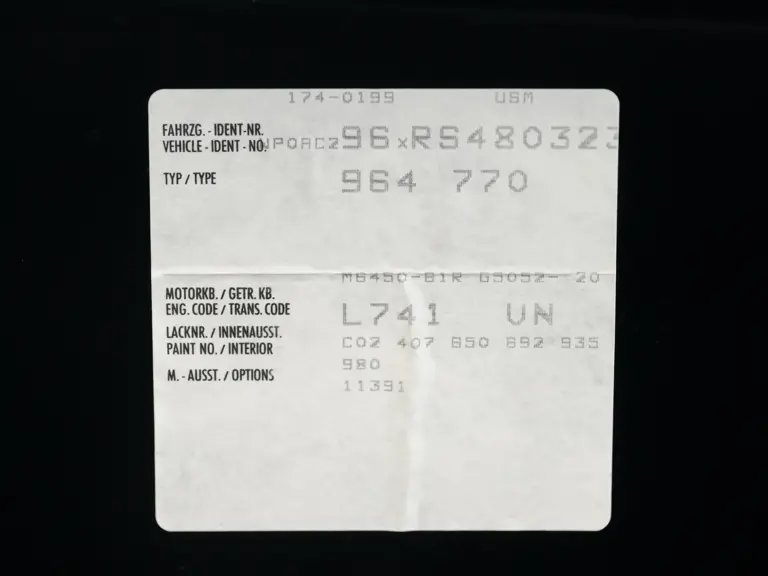 174-0199 USM
FAHRZG. - IDENT-NR.
VEHICLE - IDENT - NO. WP0AC296xRS480323
TYP / TYPE 964 770
M6450-B1R G5052- 20
MOTORKB. / GETR. KB.
ENG. CODE / TRANS. CODE L741 UN
LACKNR. / INNENAUSST.
PAINT NO. / INTERIOR C02 407 650 692 935
980
M. - AUSST. / OPTIONS
11391